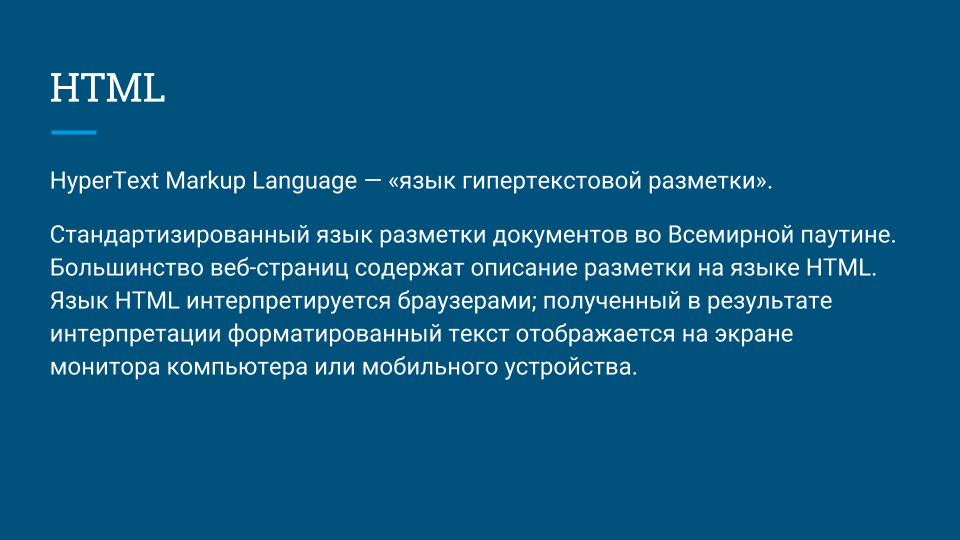 HTML
HyperText Markup Language — «язык гипертекстовой разметки».
Стандартизированный язык разметки документов во Всемирной паутине.
Большинство веб-страниц содержат описание разметки на языке HTML.
Язык HTML интерпретируется браузерами; полученный в результате
интерпретации форматированный текст отображается на экране
монитора компьютера или мобильного устройства.